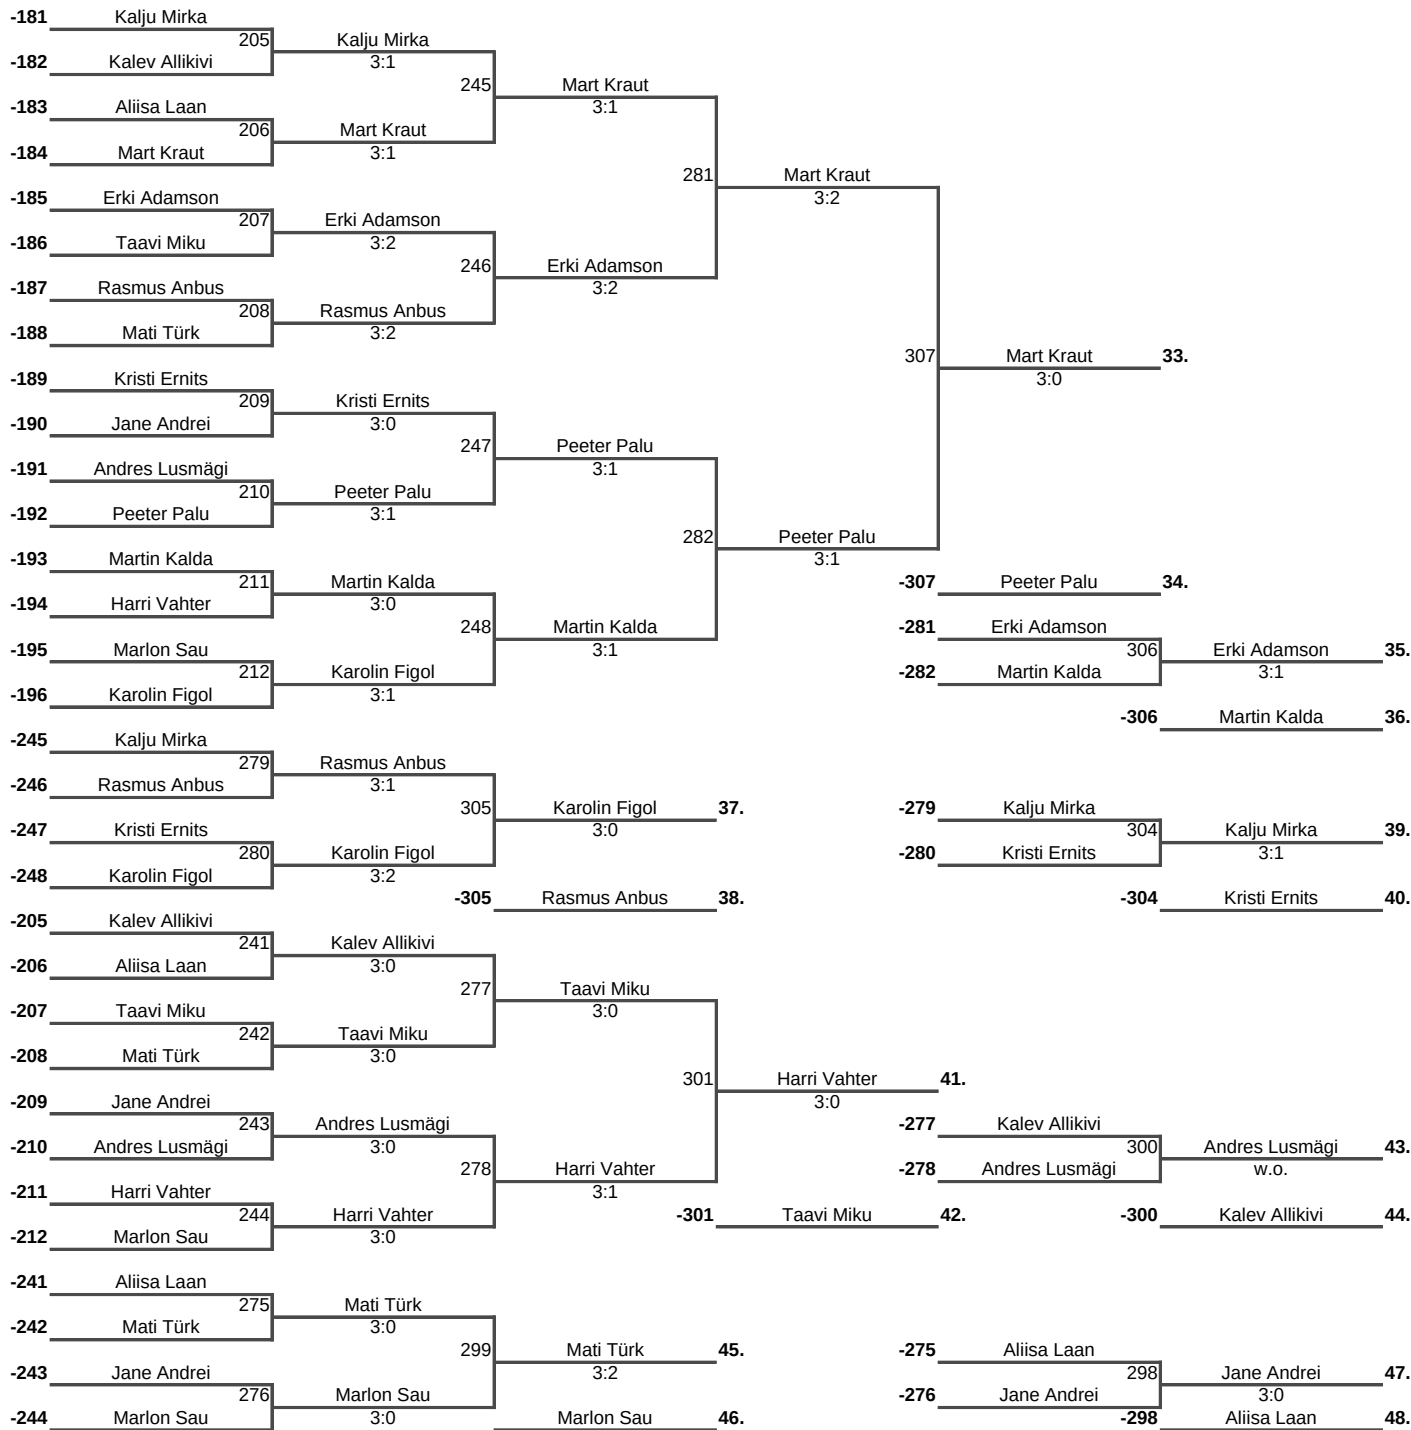 -181 Kalju Mirka
205 Kalju Mirka
-182 Kalev Allikivi 3:1
245 Mart Kraut
-183 Aliisa Laan 3:1
206 Mart Kraut
-184 Mart Kraut 3:1
281 Mart Kraut
-185 Erki Adamson 3:2
207 Erki Adamson
-186 Taavi Miku 3:2
246 Erki Adamson
-187 Rasmus Anbus 3:2
208 Rasmus Anbus
-188 Mati Türk 3:2
307 Mart Kraut 33.
-189 Kristi Ernits 3:0
209 Kristi Ernits
-190 Jane Andrei 3:0
247 Peeter Palu
-191 Andres Lusmägi 3:1
210 Peeter Palu
-192 Peeter Palu 3:1
282 Peeter Palu
-193 Martin Kalda 3:1
211 Martin Kalda -307 Peeter Palu 34.
-194 Harri Vahter 3:0
248 Martin Kalda -281 Erki Adamson
-195 Marlon Sau 3:1 306 Erki Adamson 35.
212 Karolin Figol -282 Martin Kalda 3:1
-196 Karolin Figol 3:1
-306 Martin Kalda 36.
-245 Kalju Mirka
279 Rasmus Anbus
-246 Rasmus Anbus 3:1
305 Karolin Figol 37. -279 Kalju Mirka
-247 Kristi Ernits 3:0 304 Kalju Mirka 39.
280 Karolin Figol -280 Kristi Ernits 3:1
-248 Karolin Figol 3:2
-305 Rasmus Anbus 38. -304 Kristi Ernits 40.
-205 Kalev Allikivi
241 Kalev Allikivi
-206 Aliisa Laan 3:0
277 Taavi Miku
-207 Taavi Miku 3:0
242 Taavi Miku
-208 Mati Türk 3:0
301 Harri Vahter 41.
-209 Jane Andrei 3:0
243 Andres Lusmägi -277 Kalev Allikivi
-210 Andres Lusmägi 3:0 300 Andres Lusmägi 43.
278 Harri Vahter -278 Andres Lusmägi w.o.
-211 Harri Vahter 3:1
244 Harri Vahter -301 Taavi Miku 42. -300 Kalev Allikivi 44.
-212 Marlon Sau 3:0
-241 Aliisa Laan
275 Mati Türk
-242 Mati Türk 3:0
299 Mati Türk 45. -275 Aliisa Laan
-243 Jane Andrei 3:2 298 Jane Andrei 47.
276 Marlon Sau -276 Jane Andrei 3:0
-244 Marlon Sau 3:0 Marlon Sau 46. -298 Aliisa Laan 48.